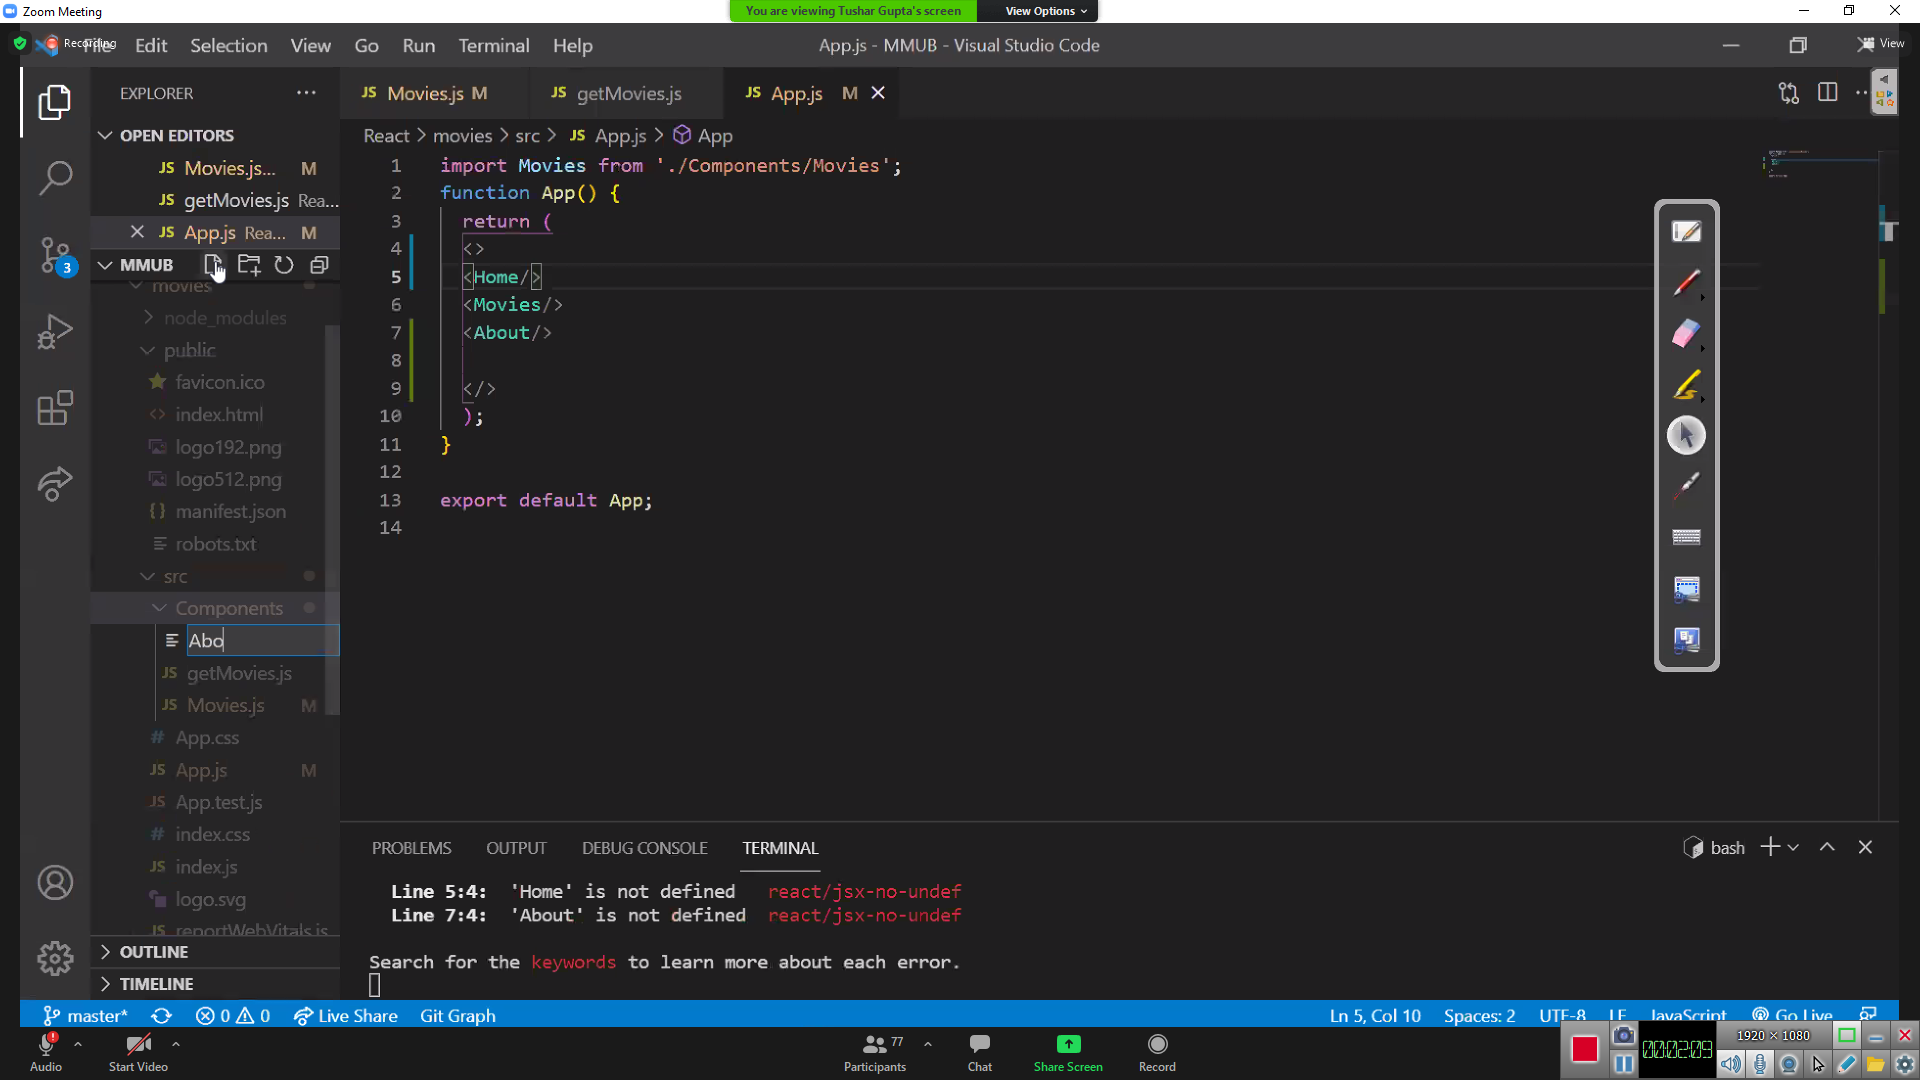 Zoom Meeting
You are viewing Tushar Gupta's screen
View Options
Recording
File Edit Selection View Go Run Terminal Help
App.js - MMUB - Visual Studio Code
View
EXPLORER
Movies.js M
getMovies.js
App.js M
OPEN EDITORS
React > movies > src > JS App.js > App
Movies.js... M
getMovies.js Rea...
App.js Rea... M
MMUB
movies
node_modules
public
favicon.ico
index.html
logo192.png
logo512.png
manifest.json
robots.txt
src
Components
Abo
getMovies.js
Movies.js M
App.css
App.js M
App.test.js
index.css
index.js
logo.svg
reportWebVitals.js
OUTLINE
TIMELINE
3
1 import Movies from './Components/Movies';
2 function App() {
3 return (
4 <>
5 <Home/>
6 <Movies/>
7 <About/>
8
9 </>
10 );
11 }
12
13 export default App;
14
PROBLEMS OUTPUT DEBUG CONSOLE TERMINAL
bash
Line 5:4: 'Home' is not defined react/jsx-no-undef
Line 7:4: 'About' is not defined react/jsx-no-undef
Search for the keywords to learn more about each error.
master* 0 0 Live Share Git Graph
Ln 5, Col 10 Spaces: 2 UTF-8 LF JavaScript Go Live
Audio Start Video
Participants 77
Chat
Share Screen
Record
00:02:09
1920 × 1080